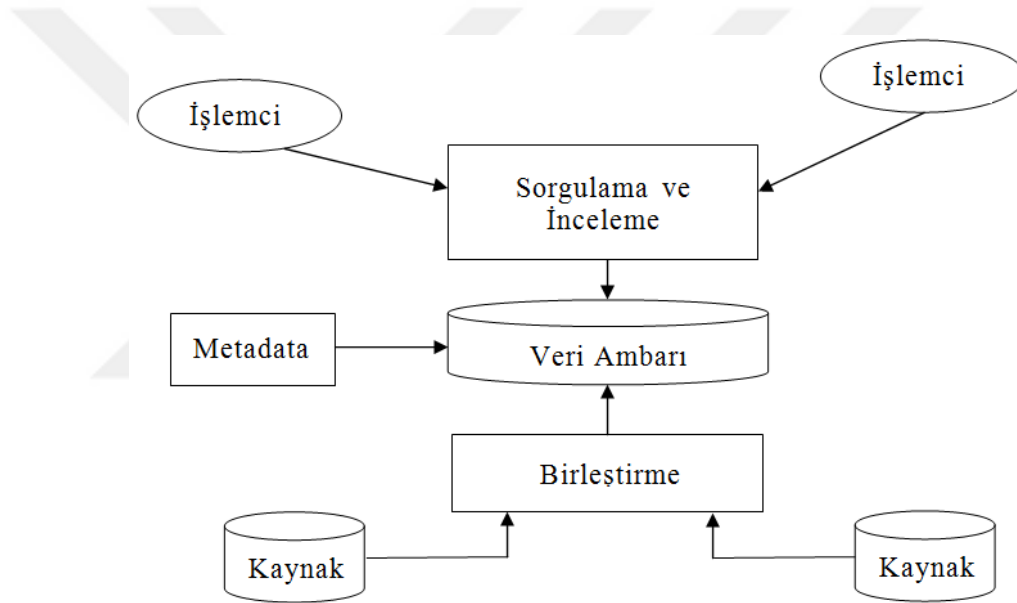 İşlemci
İşlemci
Sorgulama ve
İnceleme
Metadata
Veri Ambarı
Birleştirme
Kaynak
Kaynak